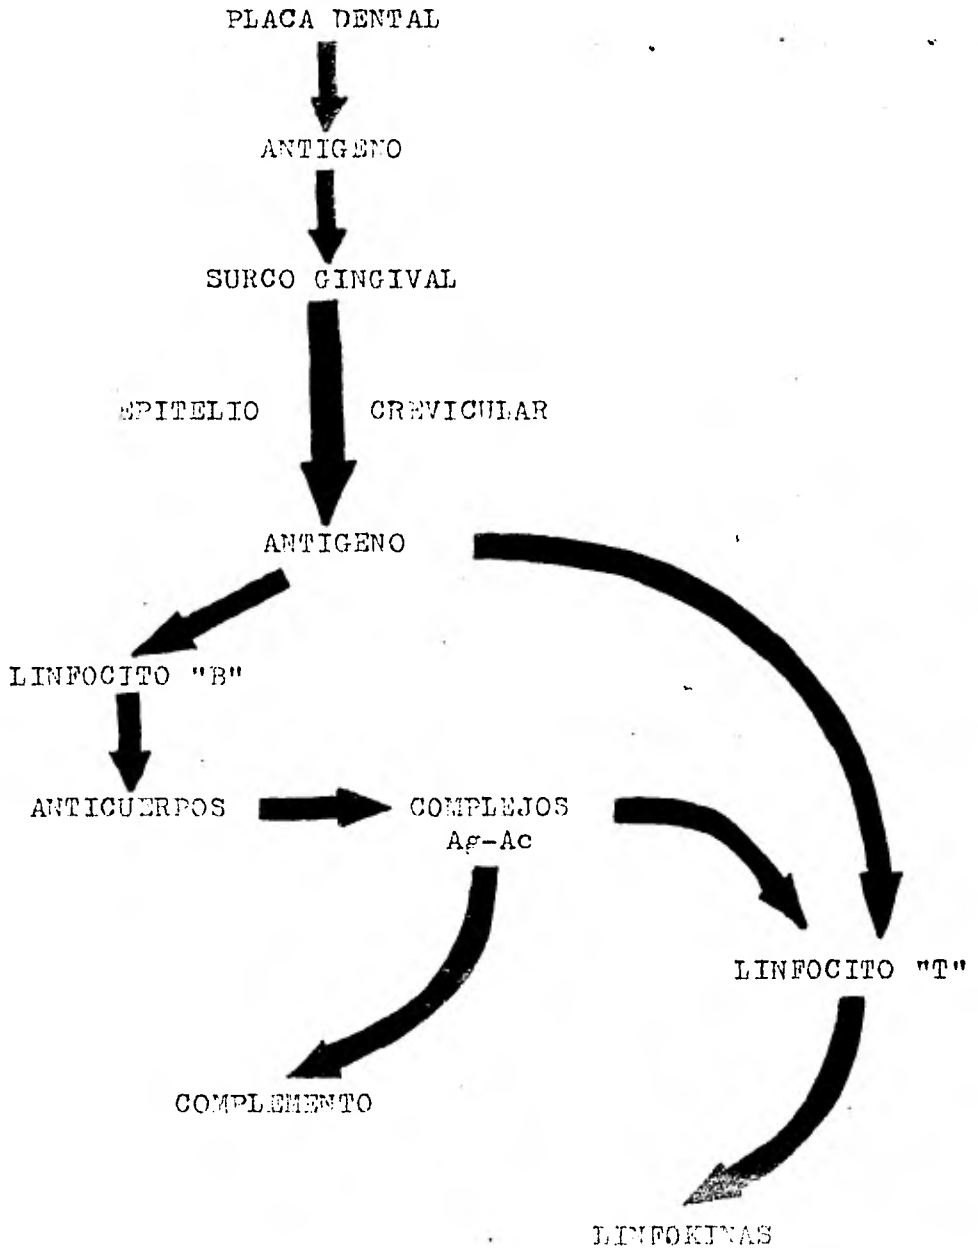 PLACA DENTAL
ANTIGENO
SURCO GINGIVAL
EPITELIO CREVICULAR
ANTIGENO
LINFOCITO "B"
ANTICUERPOS
COMPLEJOS
Ag-Ac
LINFOCITO "T"
COMPLEMENTO
LINFOKINAS